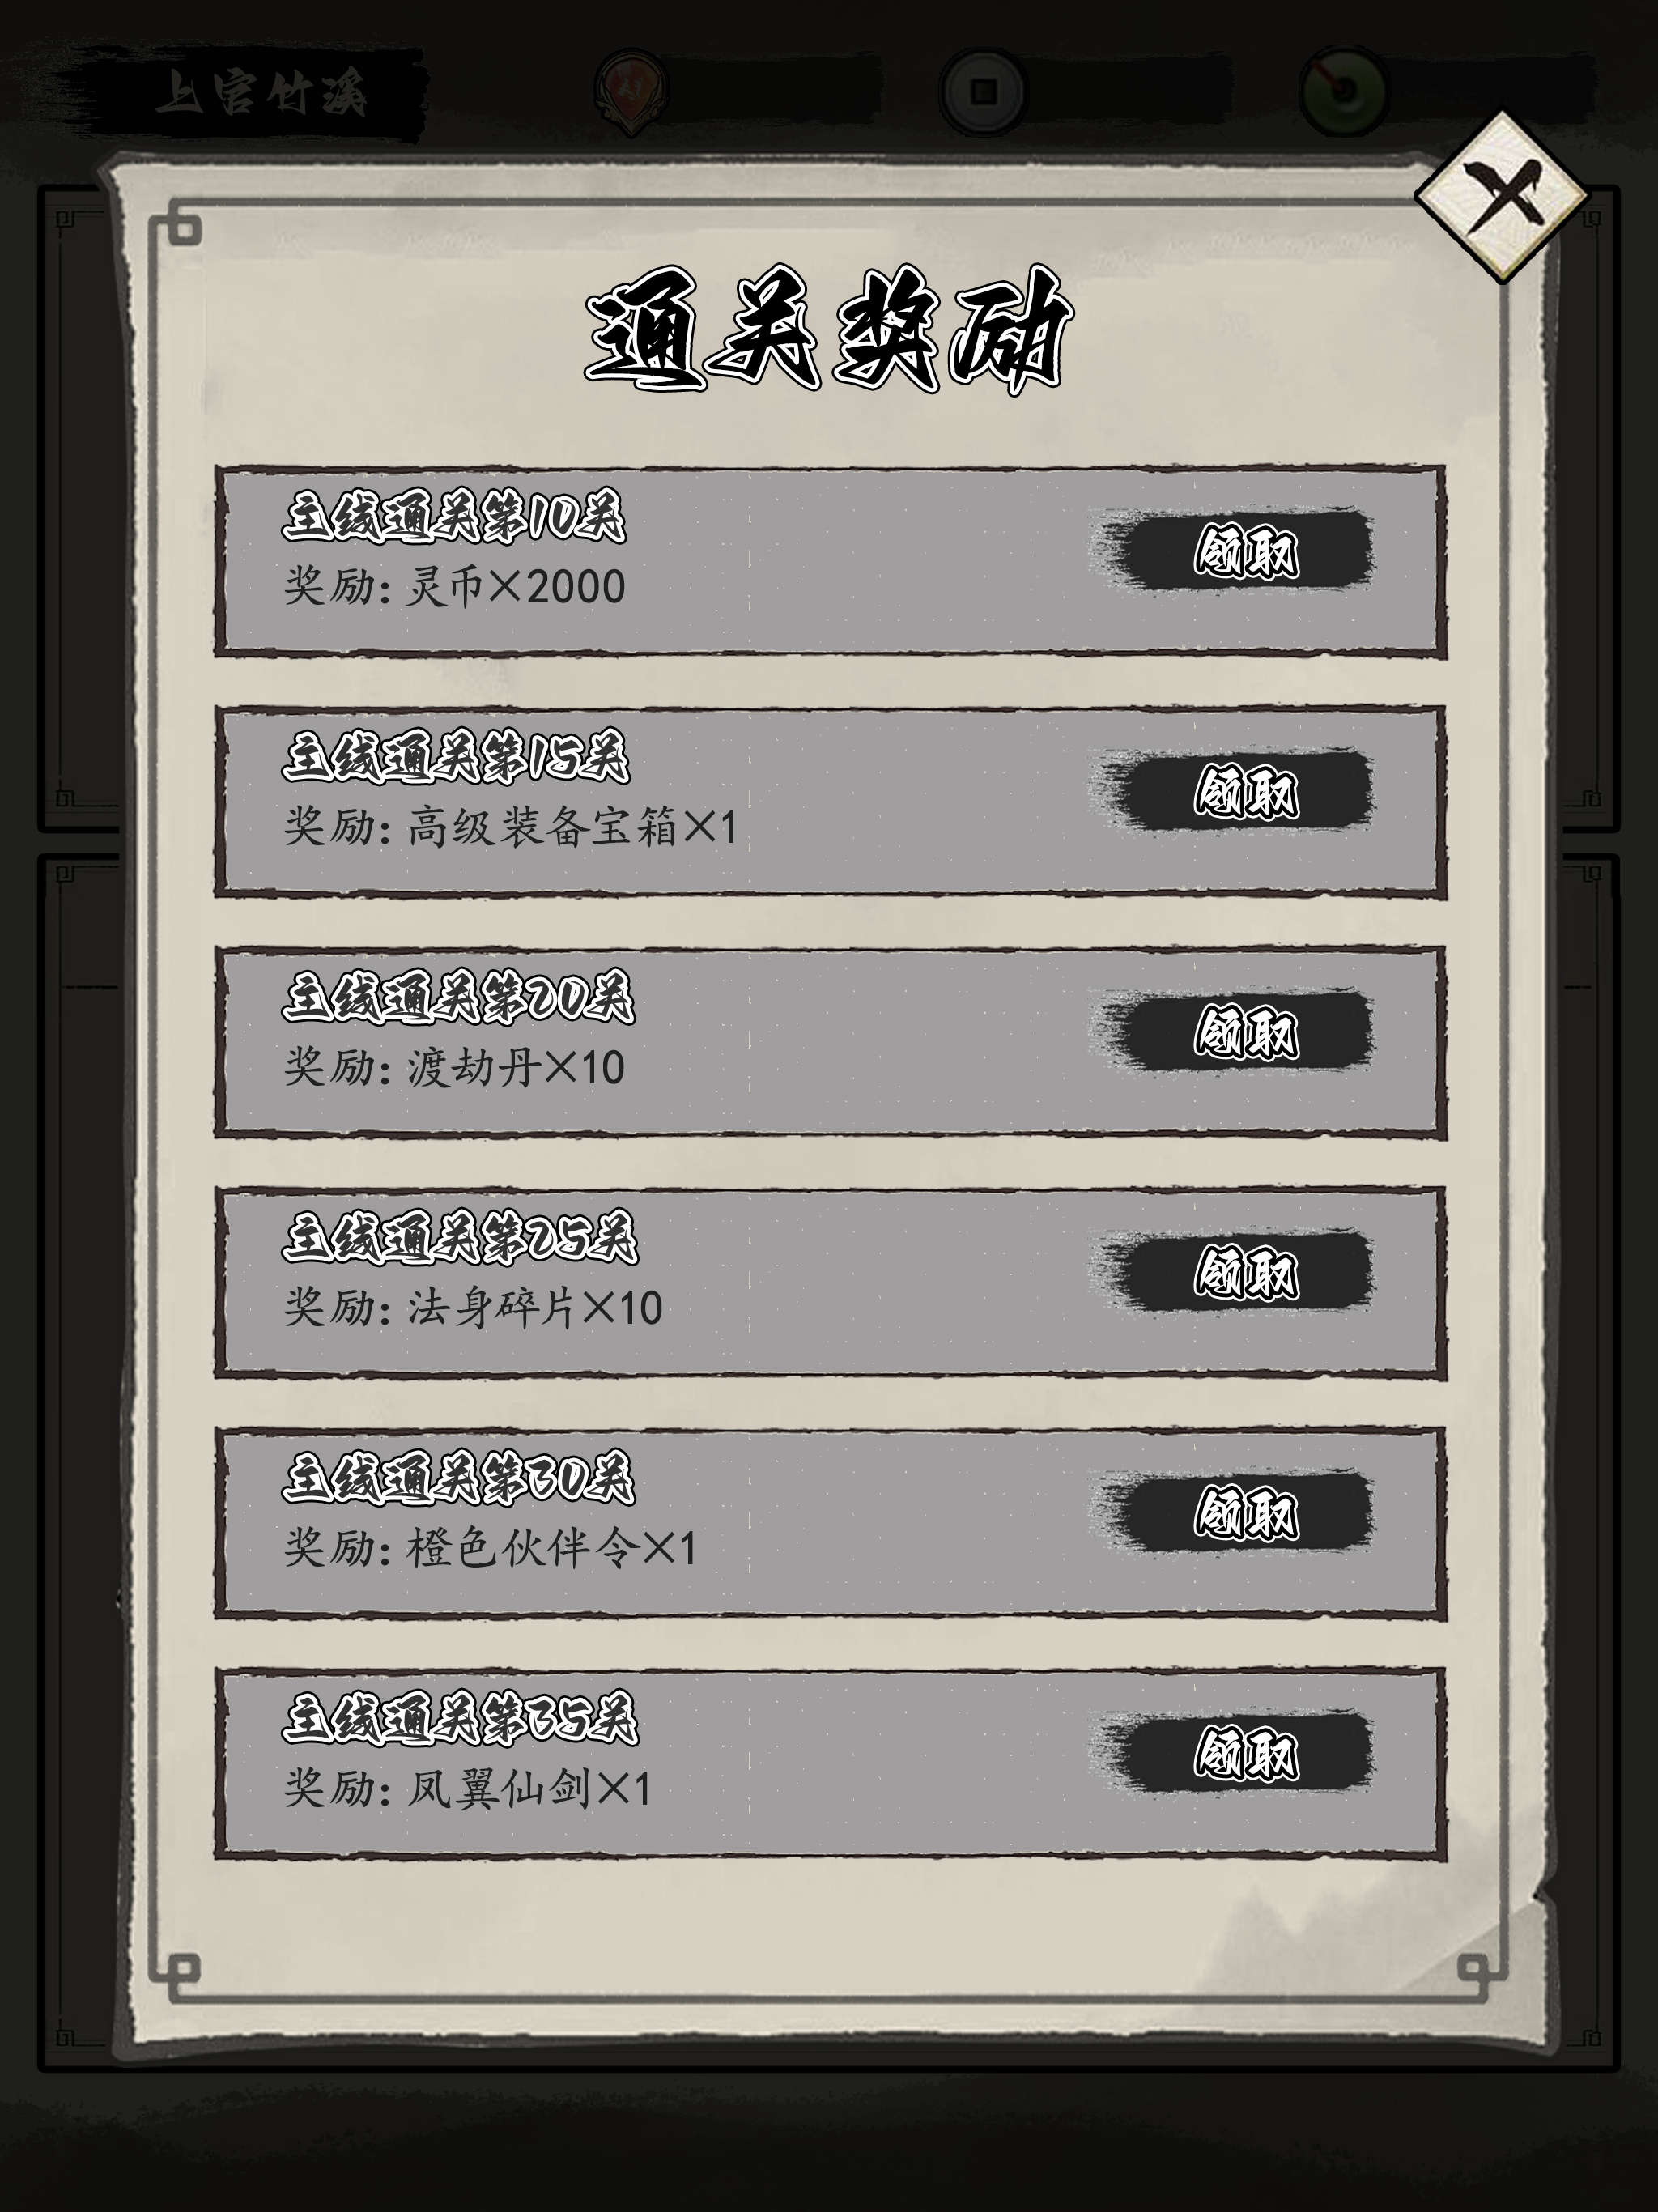 上官竹溪
通关奖励
主线通关第10关
奖励:灵币×2000
领取
主线通关第15关
奖励:高级装备宝箱×1
领取
主线通关第20关
奖励:渡劫丹×10
领取
主线通关第25关
奖励:法身碎片×10
领取
主线通关第30关
奖励:橙色伙伴令×1
领取
主线通关第35关
奖励:凤翼仙剑×1
领取